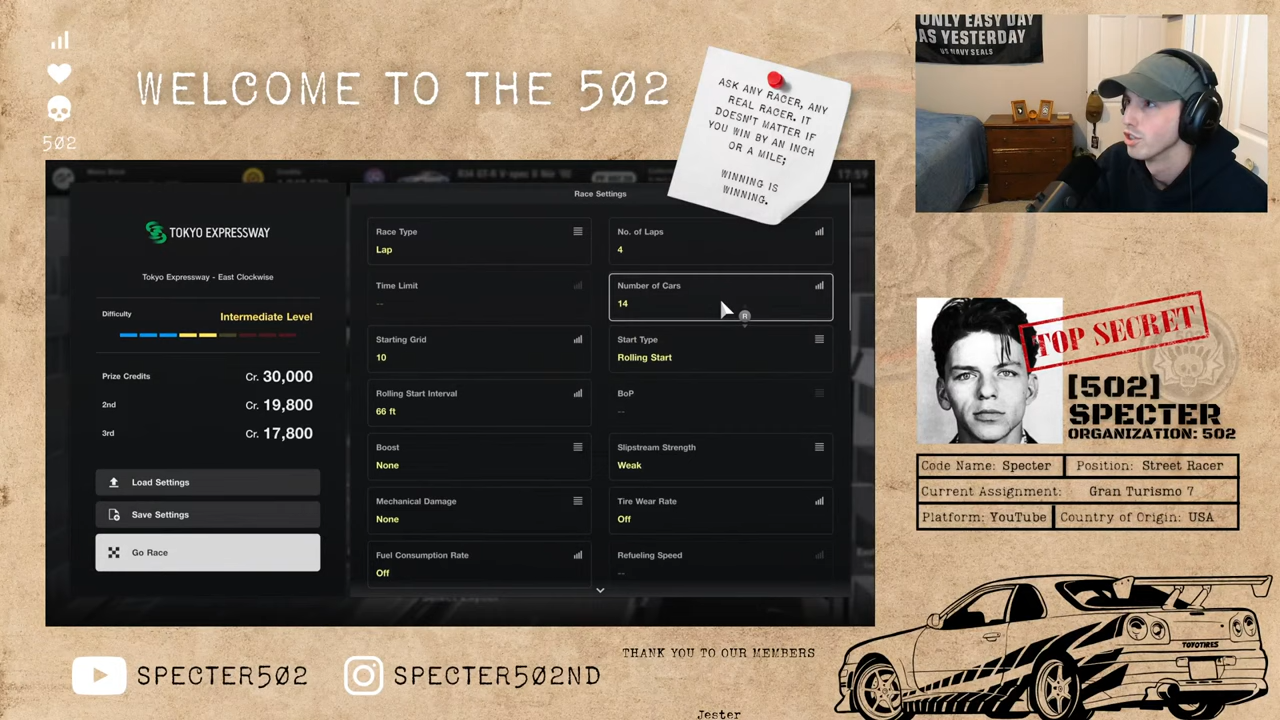 ONLY EASY DAY
AS YESTERDAY
US NAVY SEALS
WELCOME TO THE 502
502
ASK ANY RACER, ANY
REAL RACER. IT
DOESN'T MATTER IF
YOU WIN BY AN INCH
OR A MILE;
WINNING IS
WINNING.
17:59
Race Settings
TOKYO EXPRESSWAY
Tokyo Expressway - East Clockwise
Difficulty
Intermediate Level
Prize Credits Cr. 30,000
2nd Cr. 19,800
3rd Cr. 17,800
Load Settings
Save Settings
Go Race
Race Type
Lap
No. of Laps
4
Time Limit
--
Number of Cars
14
R
Starting Grid
10
Start Type
Rolling Start
Rolling Start Interval
66 ft
BoP
--
Boost
None
Slipstream Strength
Weak
Mechanical Damage
None
Tire Wear Rate
Off
Fuel Consumption Rate
Off
Refueling Speed
--
TOP SECRET
[502]
SPECTER
ORGANIZATION: 502
Code Name: Specter
Position: Street Racer
Current Assignment: Gran Turismo 7
Platform: YouTube
Country of Origin: USA
TOYOTIRES
SPECTER502
SPECTER502ND
THANK YOU TO OUR MEMBERS
Jester